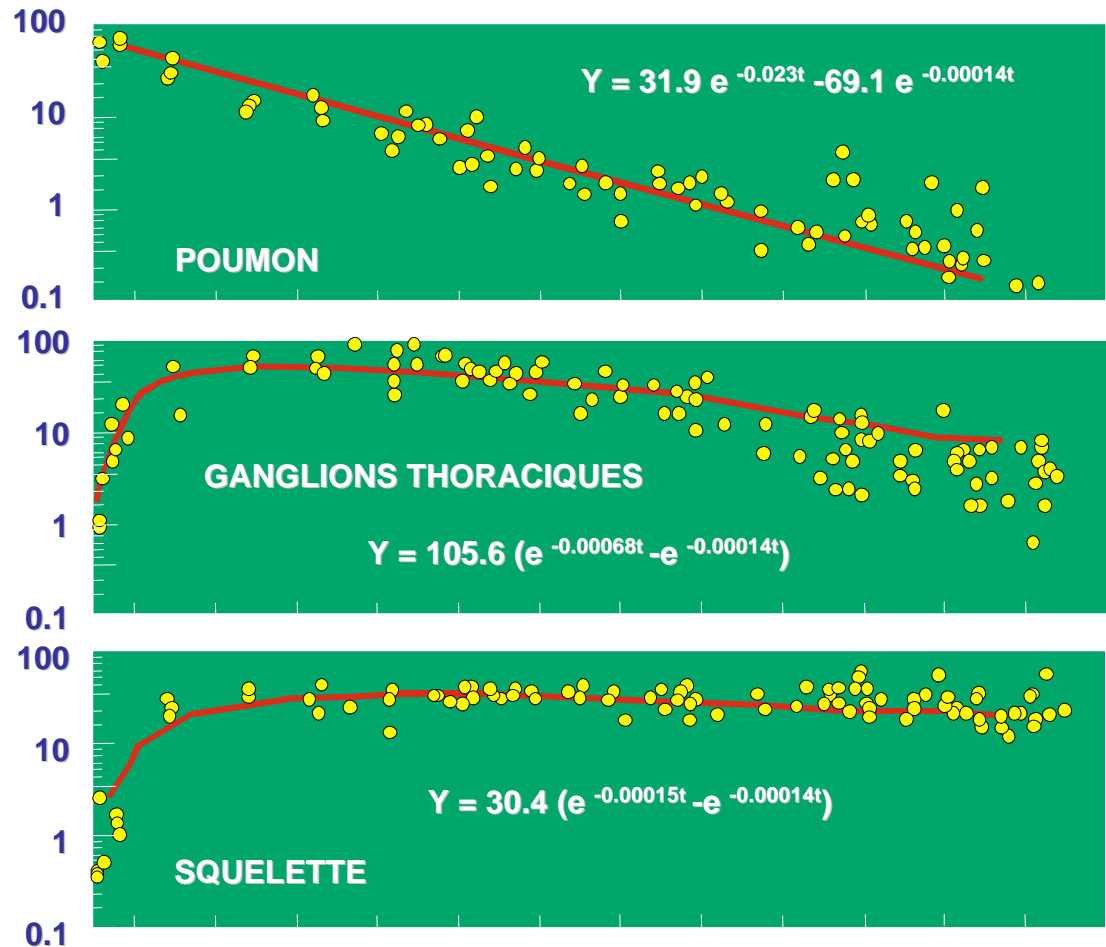 100
10
1
0.1
Y = 31.9 e -0.023t -69.1 e -0.00014t
POUMON
100
10
1
0.1
GANGLIONS THORACIQUES
Y = 105.6 (e -0.00068t -e -0.00014t)
100
10
1
0.1
Y = 30.4 (e -0.00015t -e -0.00014t)
SQUELETTE